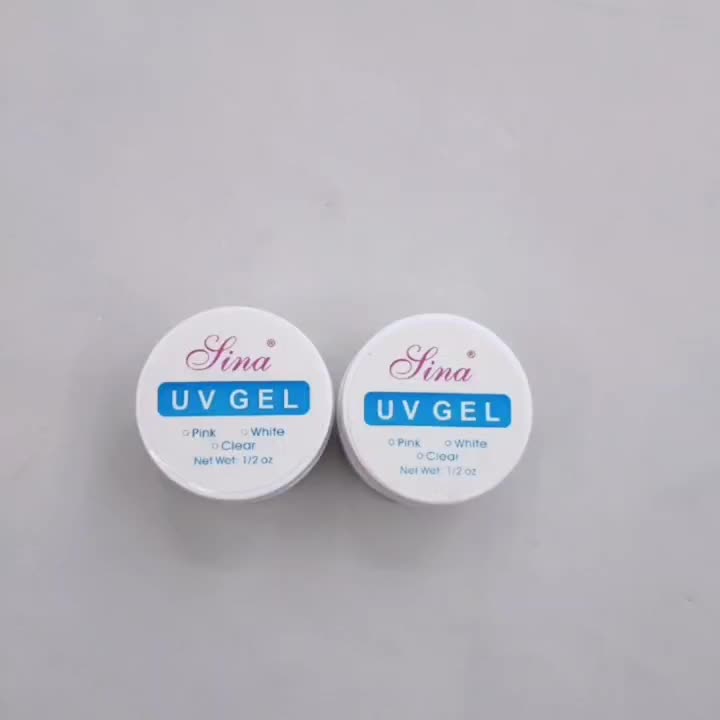 Sina®
UV GEL
Pink White
Clear
Net Wet: 1/2 oz
Sina®
UV GEL
Pink White
Clear
Net Wet: 1/2 oz